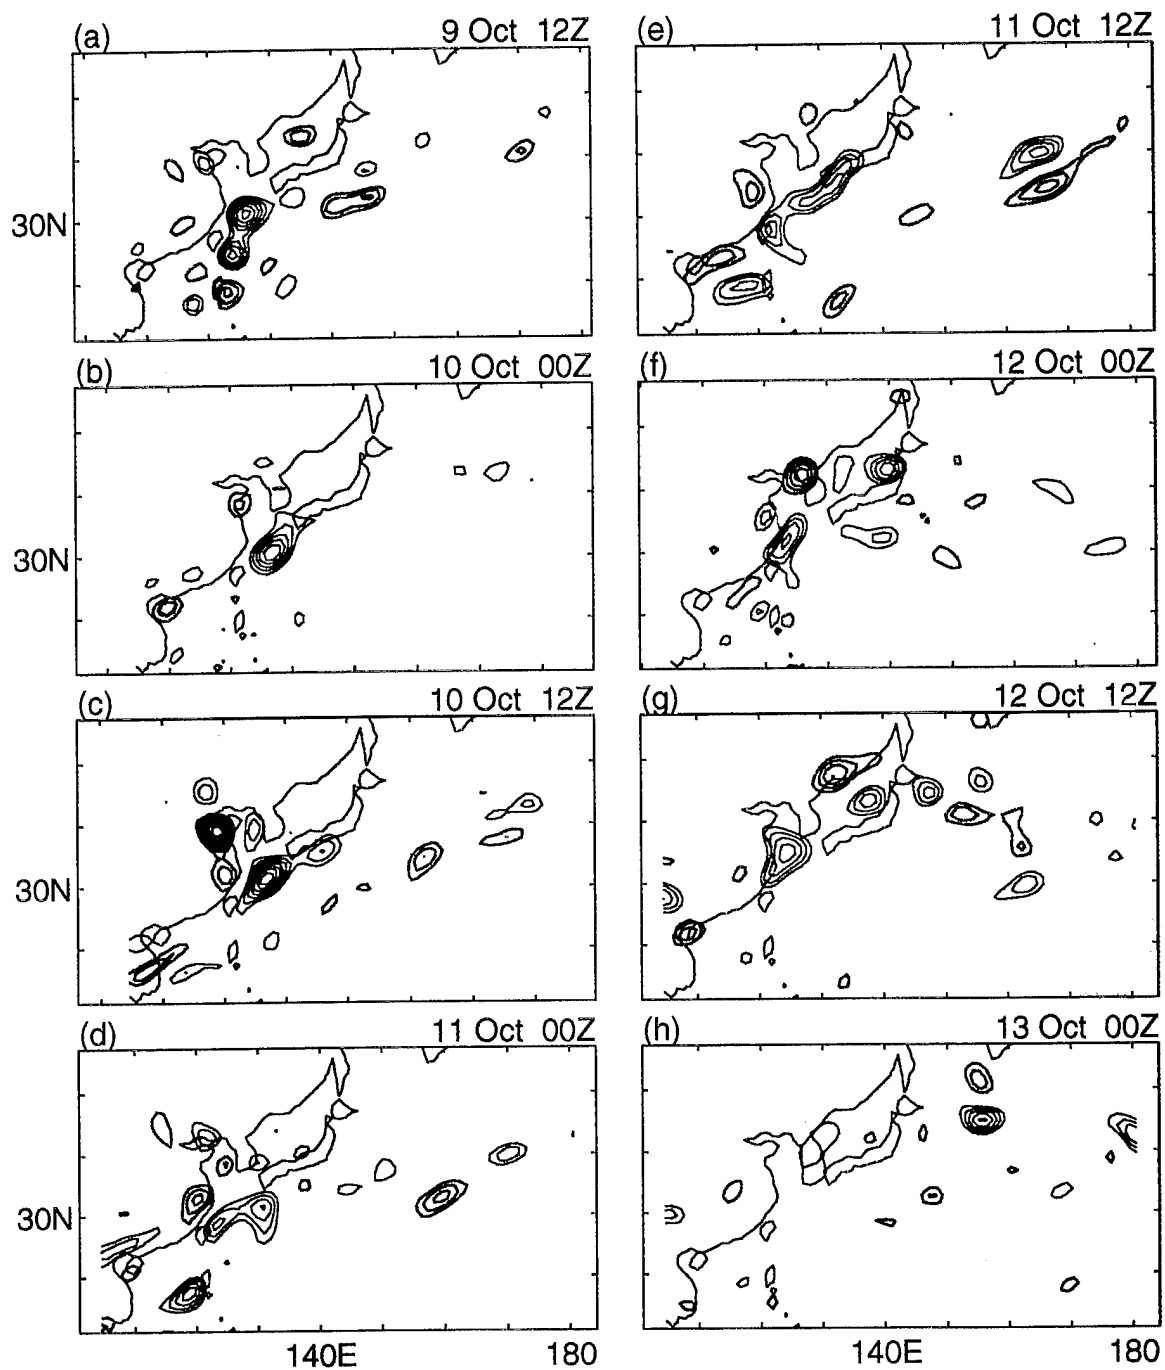 (a) 9 Oct 12Z
30N
(b) 10 Oct 00Z
30N
(c) 10 Oct 12Z
30N
(d) 11 Oct 00Z
30N
140E 180
(e) 11 Oct 12Z
(f) 12 Oct 00Z
(g) 12 Oct 12Z
(h) 13 Oct 00Z
140E 180